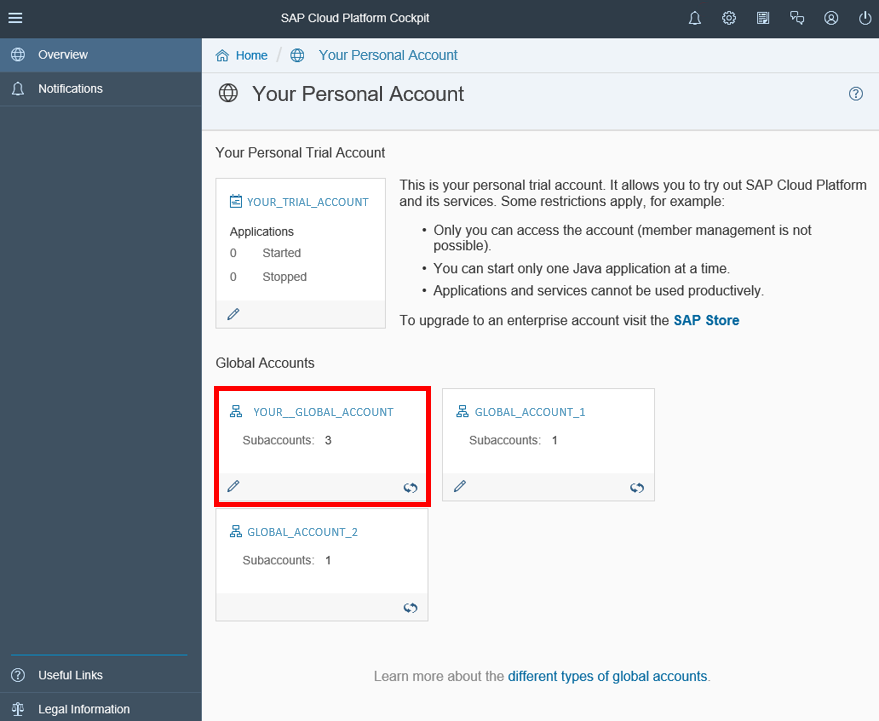 SAP Cloud Platform Cockpit
Overview
Notifications
Home / Your Personal Account
Your Personal Account
Your Personal Trial Account
YOUR_TRIAL_ACCOUNT
Applications
0 Started
0 Stopped
This is your personal trial account. It allows you to try out SAP Cloud Platform
and its services. Some restrictions apply, for example:
• Only you can access the account (member management is not
possible).
• You can start only one Java application at a time.
• Applications and services cannot be used productively.
To upgrade to an enterprise account visit the SAP Store
Global Accounts
YOUR__GLOBAL_ACCOUNT
Subaccounts: 3
GLOBAL_ACCOUNT_1
Subaccounts: 1
GLOBAL_ACCOUNT_2
Subaccounts: 1
Learn more about the different types of global accounts.
Useful Links
Legal Information